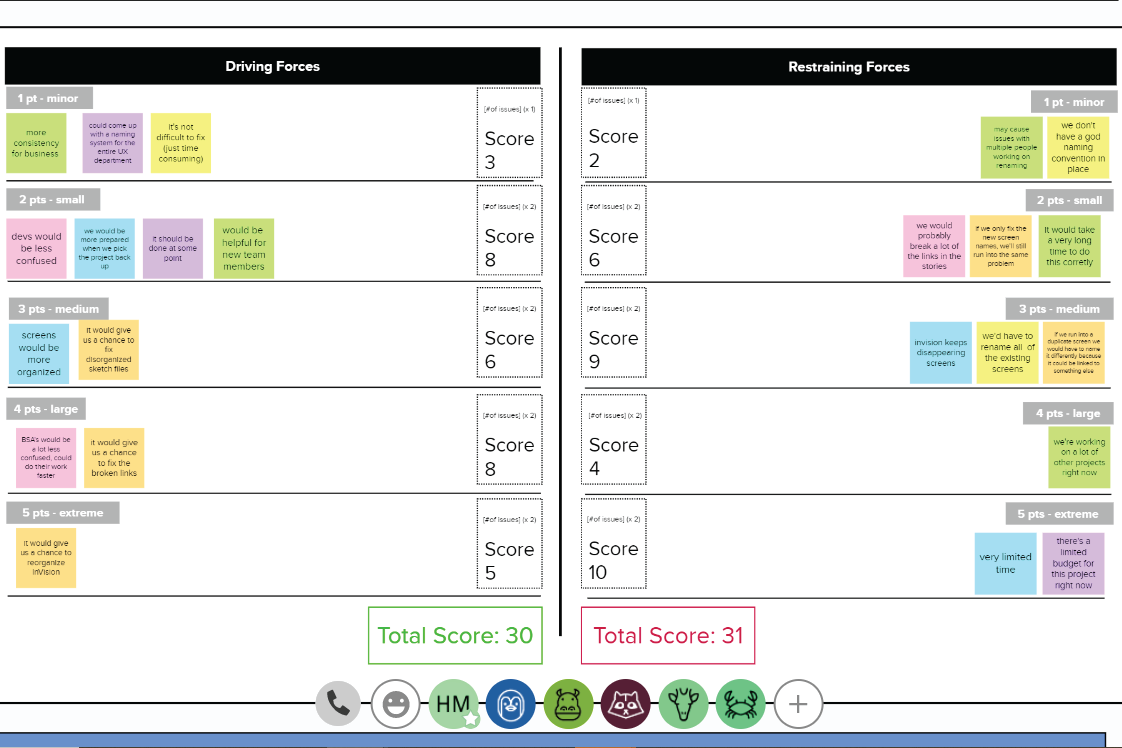 Driving Forces
1 pt - minor
more
consistency
for business
could come up
with a naming
system for the
entire UX
department
it's not
difficult to fix
(just time
consuming)
[#of issues] (x 1)
Score
3
2 pts - small
devs would
be less
confused
we would be
more prepared
when we pick
the project back
up
it should be
done at some
point
would be
helpful for
new team
members
[#of issues] (x 2)
Score
8
3 pts - medium
screens
would be
more
organized
it would give
us a chance to
fix
disorganized
sketch files
[#of issues] (x 2)
Score
6
4 pts - large
BSA's would be
a lot less
confused, could
do their work
faster
it would give
us a chance
to fix the
broken links
[#of issues] (x 2)
Score
8
5 pts - extreme
it would give
us a chance to
reorganize
inVision
[#of issues] (x 2)
Score
5
Total Score: 30
Restraining Forces
[#of issues] (x 1)
Score
2
1 pt - minor
may cause
issues with
multiple people
working on
renaming
we don't
have a god
naming
convention in
place
[#of issues] (x 2)
Score
6
2 pts - small
we would
probably
break a lot of
the links in the
stories
if we only fix the
new screen
names, we'll still
run into the same
problem
It would take
a very long
time to do
this corretly
[#of issues] (x 2)
Score
9
3 pts - medium
invision keeps
disappearing
screens
we'd have to
rename all of
the existing
screens
if we run into a
duplicate screen we
would have to name
it differently because
it could be linked to
something else
[#of issues] (x 2)
Score
4
4 pts - large
we're working
on a lot of
other projects
right now
[#of issues] (x 2)
Score
10
5 pts - extreme
very limited
time
there's a
limited
budget for
this project
right now
Total Score: 31
HM